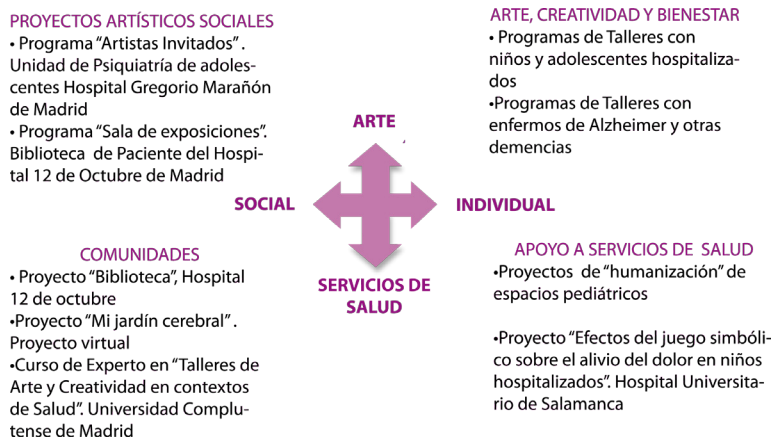 PROYECTOS ARTÍSTICOS SOCIALES
• Programa “Artistas Invitados” .
Unidad de Psiquiatría de adoles-
centes Hospital Gregorio Marañón
de Madrid
• Programa “Sala de exposiciones”.
Biblioteca de Paciente del Hospi-
tal 12 de Octubre de Madrid
ARTE, CREATIVIDAD Y BIENESTAR
• Programas de Talleres con
niños y adolescentes hospitaliza-
dos
•Programas de Talleres con
enfermos de Alzheimer y otras
demencias
ARTE
SOCIAL
INDIVIDUAL
SERVICIOS DE
SALUD
COMUNIDADES
• Proyecto “Biblioteca”, Hospital
12 de octubre
•Proyecto “Mi jardín cerebral” .
Proyecto virtual
•Curso de Experto en “Talleres de
Arte y Creatividad en contextos
de Salud”. Universidad Complu-
tense de Madrid
APOYO A SERVICIOS DE SALUD
•Proyectos de “humanización” de
espacios pediátricos
•Proyecto “Efectos del juego simbóli-
co sobre el alivio del dolor en niños
hospitalizados”. Hospital Universita-
rio de Salamanca